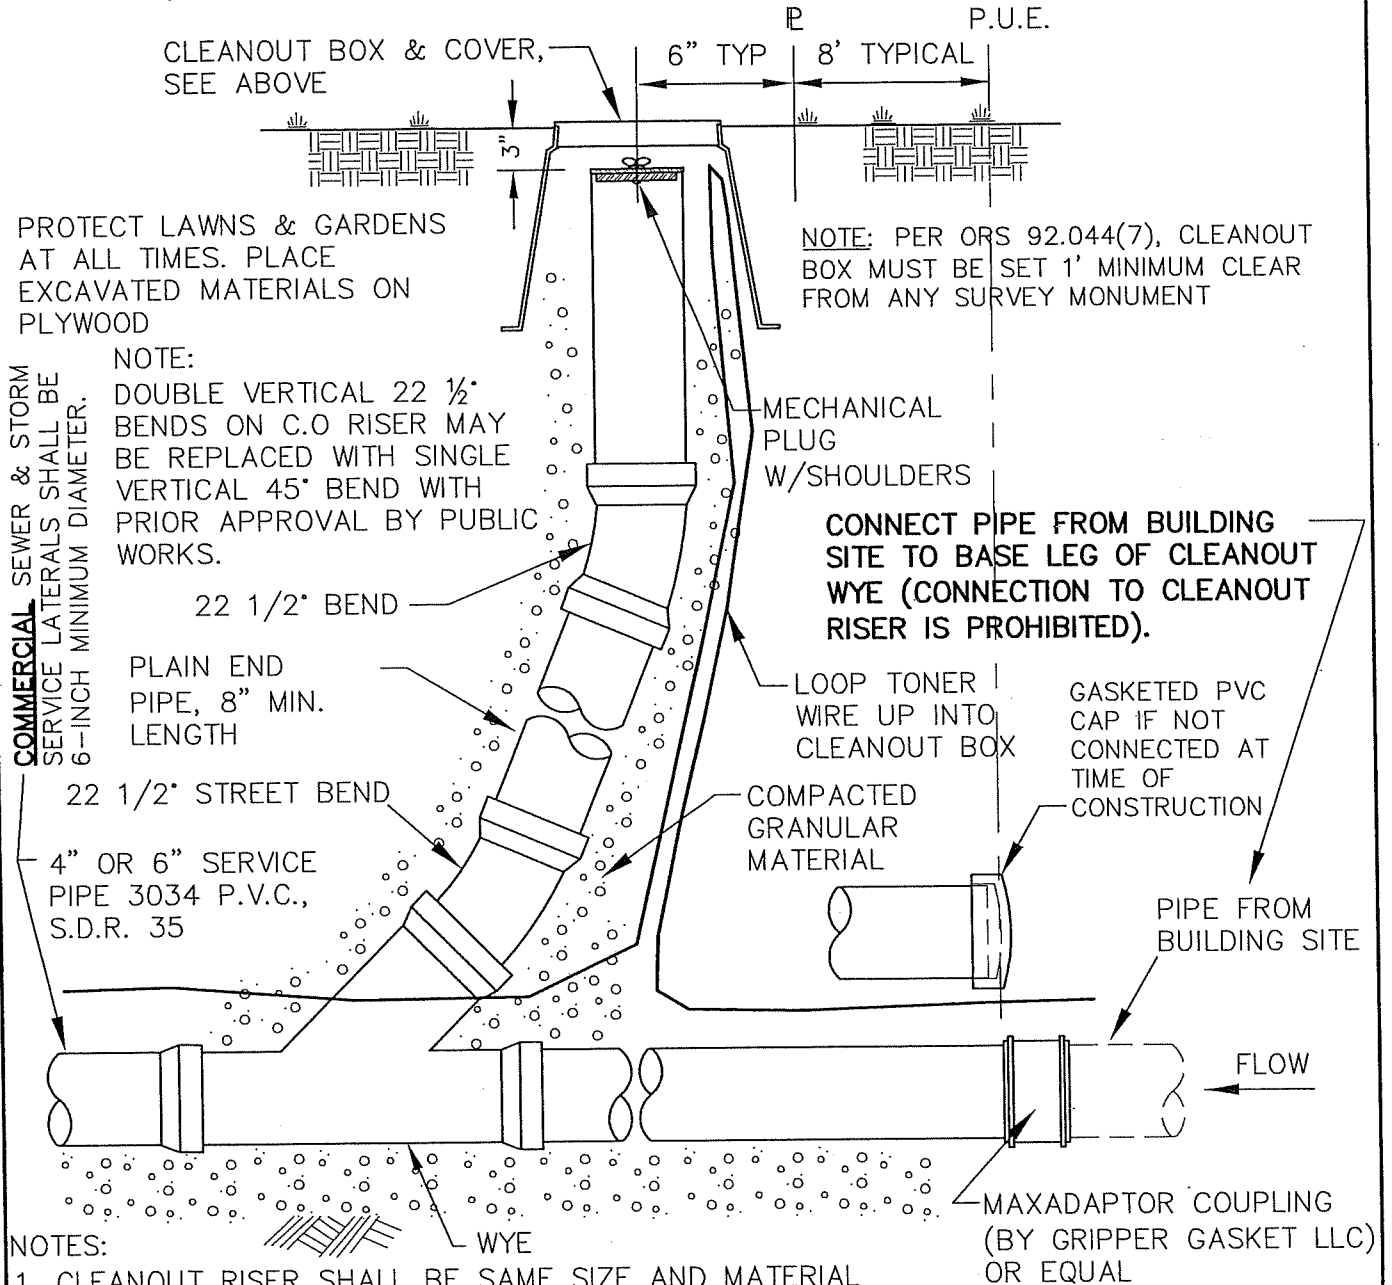 ℄ P.U.E.
CLEANOUT BOX & COVER,
SEE ABOVE
6" TYP
8' TYPICAL
3"
PROTECT LAWNS & GARDENS
AT ALL TIMES. PLACE
EXCAVATED MATERIALS ON
PLYWOOD
NOTE: PER ORS 92.044(7), CLEANOUT
BOX MUST BE SET 1' MINIMUM CLEAR
FROM ANY SURVEY MONUMENT
COMMERCIAL SEWER & STORM
SERVICE LATERALS SHALL BE
6-INCH MINIMUM DIAMETER.
NOTE:
DOUBLE VERTICAL 22 ½°
BENDS ON C.O RISER MAY
BE REPLACED WITH SINGLE
VERTICAL 45° BEND WITH
PRIOR APPROVAL BY PUBLIC
WORKS.
MECHANICAL
PLUG
W/SHOULDERS
CONNECT PIPE FROM BUILDING
SITE TO BASE LEG OF CLEANOUT
WYE (CONNECTION TO CLEANOUT
RISER IS PROHIBITED).
22 1/2° BEND
PLAIN END
PIPE, 8" MIN.
LENGTH
LOOP TONER
WIRE UP INTO
CLEANOUT BOX
GASKETED PVC
CAP IF NOT
CONNECTED AT
TIME OF
CONSTRUCTION
22 1/2° STREET BEND
COMPACTED
GRANULAR
MATERIAL
4" OR 6" SERVICE
PIPE 3034 P.V.C.,
S.D.R. 35
PIPE FROM
BUILDING SITE
FLOW
MAXADAPTOR COUPLING
(BY GRIPPER GASKET LLC)
OR EQUAL
WYE
NOTES:
1. CLEANOUT RISER SHALL BE SAME SIZE AND MATERIAL